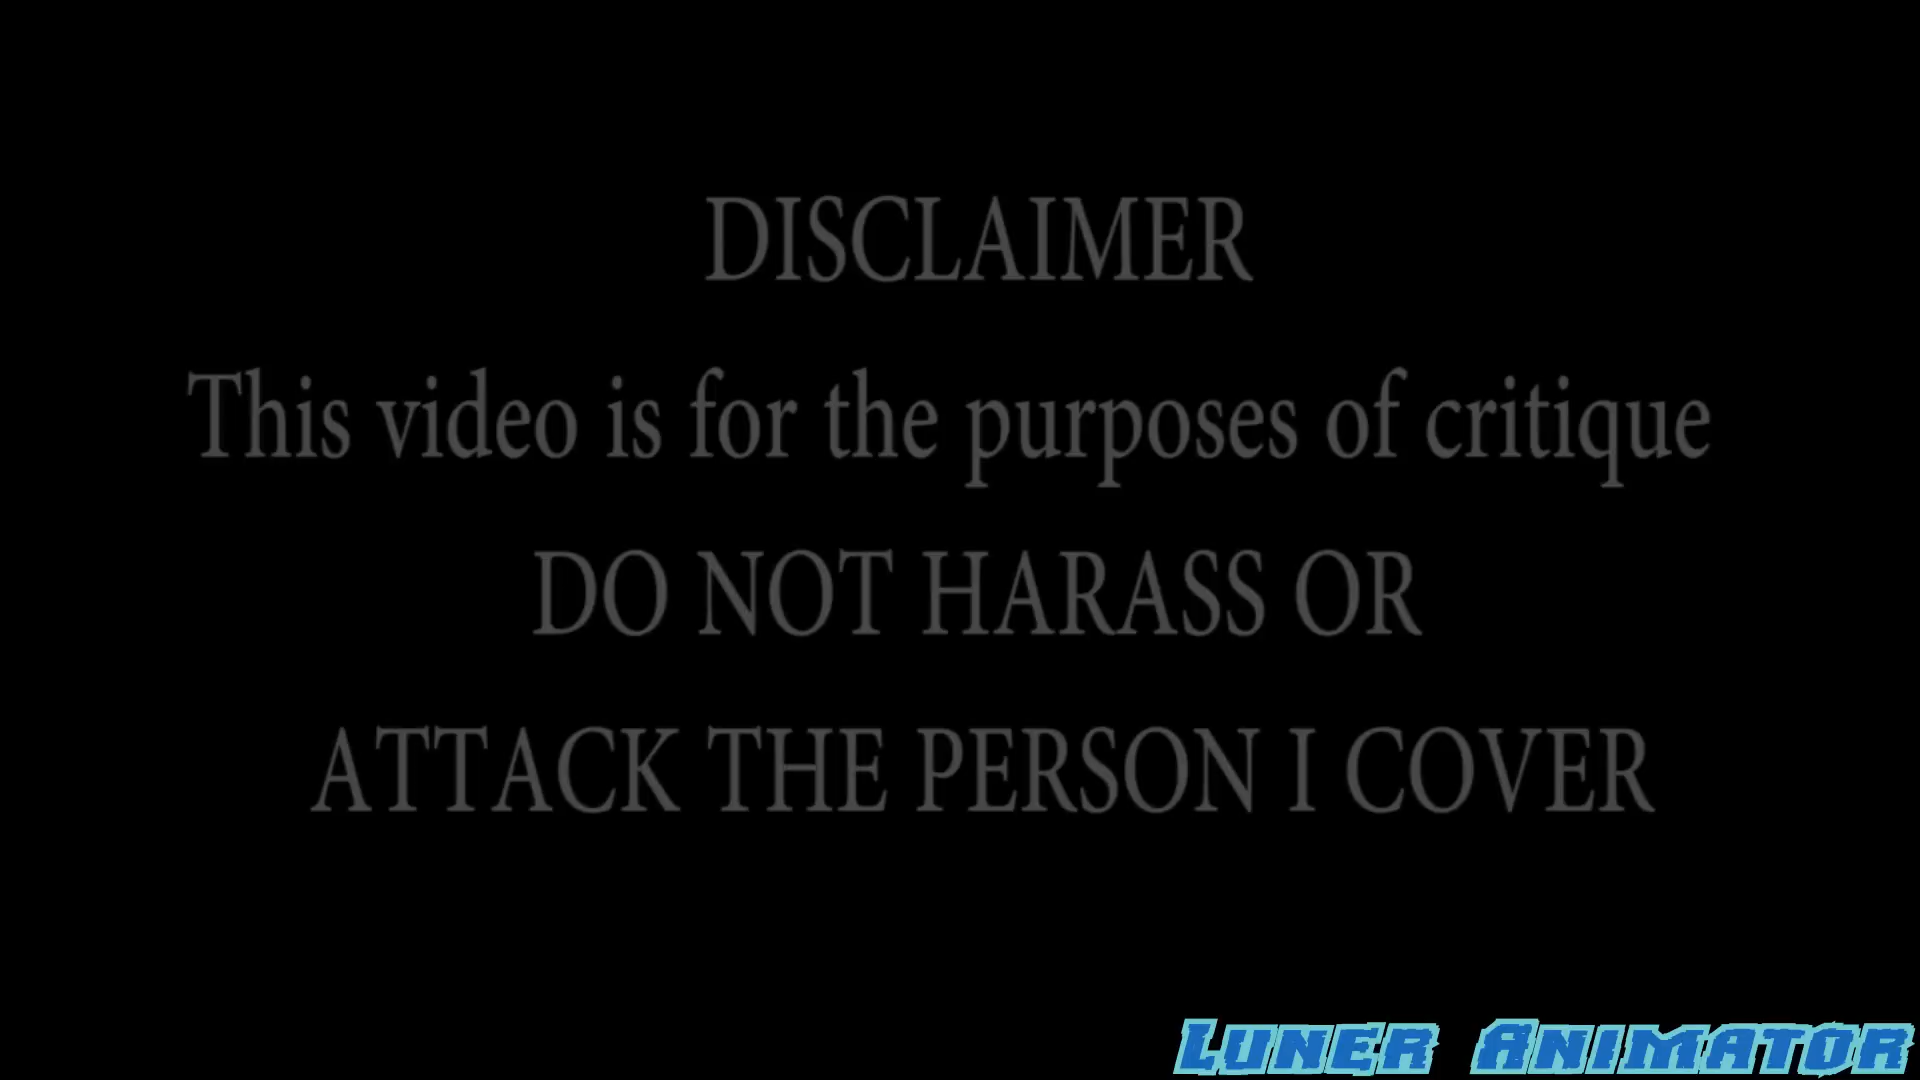 DISCLAIMER
This video is for the purposes of critique
DO NOT HARASS OR
ATTACK THE PERSON I COVER
LUNER ANIMATOR